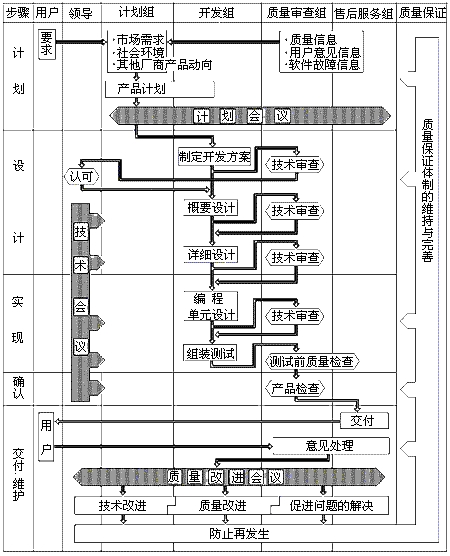 步骤 用户 领导 计划组 开发组 质量审查组 售后服务组 质量保证
要求
·市场需求
·社会环境
·其他厂商产品动向
·质量信息
·用户意见信息
·软件故障信息
计划
产品计划
计划会议
质量保证体制的维持与完善
设计
制定开发方案
技术审查
认可
概要设计
技术审查
技术会议
详细设计
技术审查
实现
编程
单元设计
技术审查
组装测试
测试前质量检查
确认
产品检查
交付·维护
用户
交付
意见处理
质量改进会议
技术改进 质量改进 促进问题的解决
防止再发生